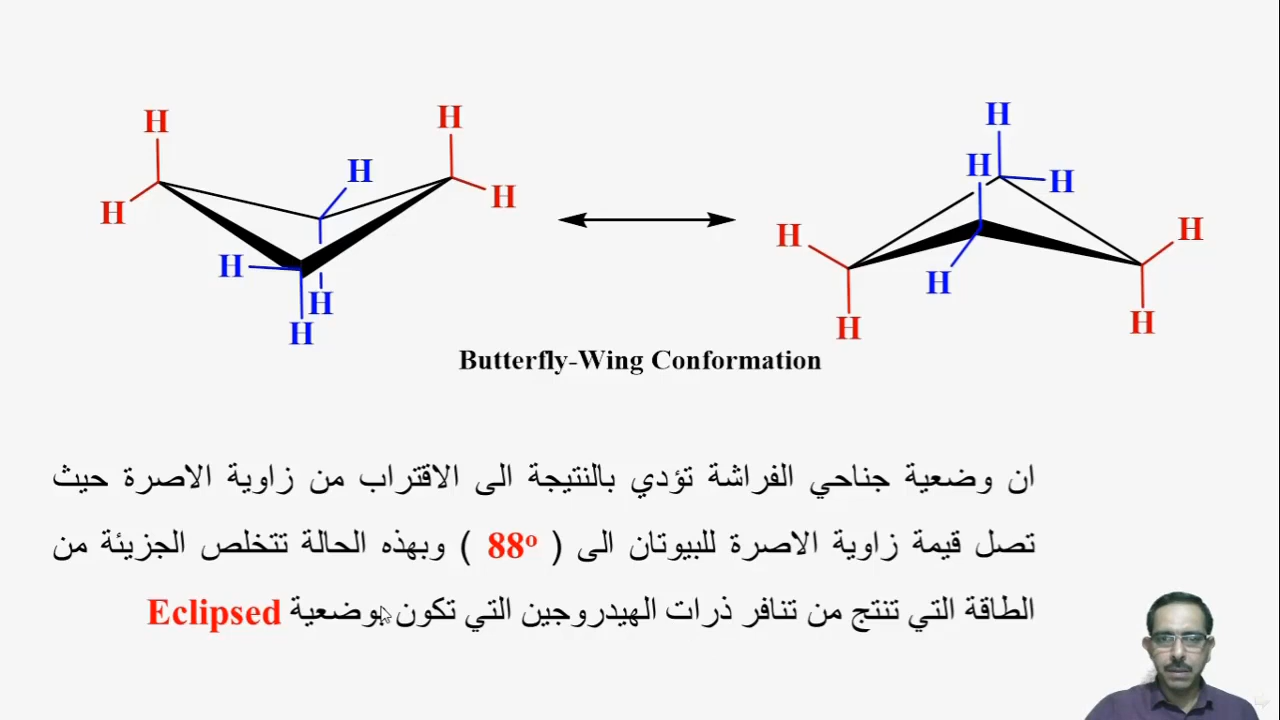 H H
H H
H H
H H
H H
H H
H H
H H
Butterfly-Wing Conformation
ان وضعية جناحي الفراشة تؤدي بالنتيجة الى الاقتراب من زاوية الاصرة حيث
تصل قيمة زاوية الاصرة للبيوتان الى ( 88º ) وبهذه الحالة تتخلص الجزيئة من
الطاقة التي تنتج من تنافر ذرات الهيدروجين التي تكون بوضعية Eclipsed